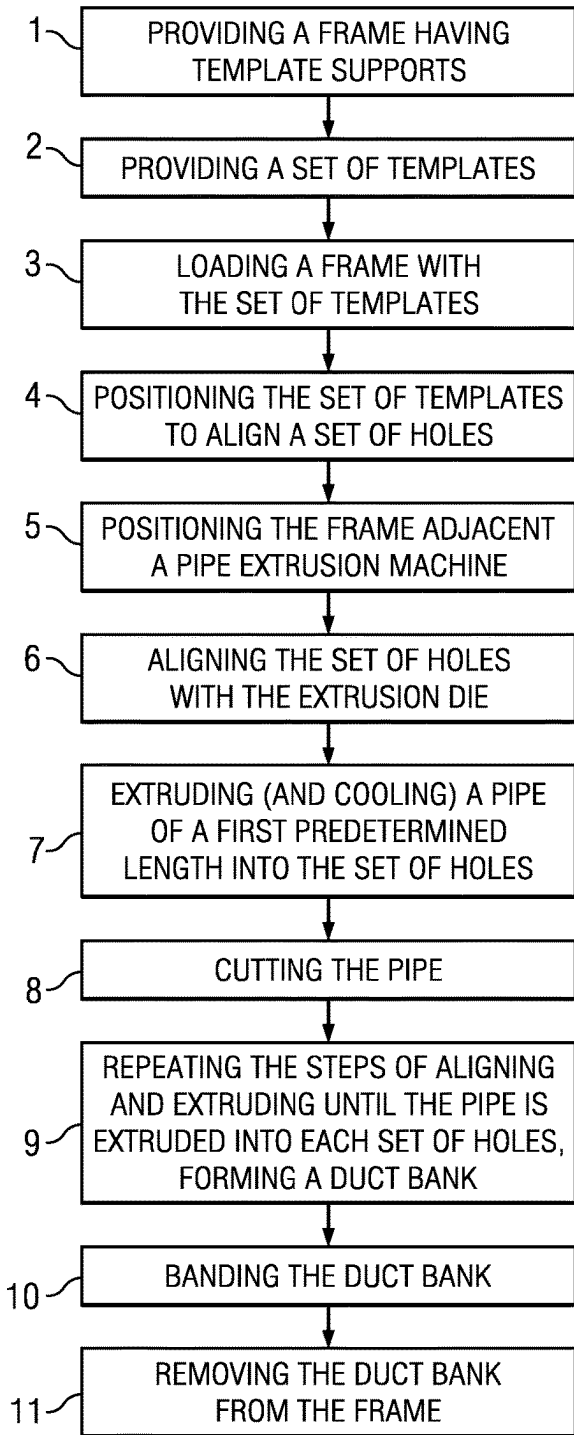 1
PROVIDING A FRAME HAVING
TEMPLATE SUPPORTS
2
PROVIDING A SET OF TEMPLATES
3
LOADING A FRAME WITH
THE SET OF TEMPLATES
4
POSITIONING THE SET OF TEMPLATES
TO ALIGN A SET OF HOLES
5
POSITIONING THE FRAME ADJACENT
A PIPE EXTRUSION MACHINE
6
ALIGNING THE SET OF HOLES
WITH THE EXTRUSION DIE
7
EXTRUDING (AND COOLING) A PIPE
OF A FIRST PREDETERMINED
LENGTH INTO THE SET OF HOLES
8
CUTTING THE PIPE
9
REPEATING THE STEPS OF ALIGNING
AND EXTRUDING UNTIL THE PIPE IS
EXTRUDED INTO EACH SET OF HOLES,
FORMING A DUCT BANK
10
BANDING THE DUCT BANK
11
REMOVING THE DUCT BANK
FROM THE FRAME